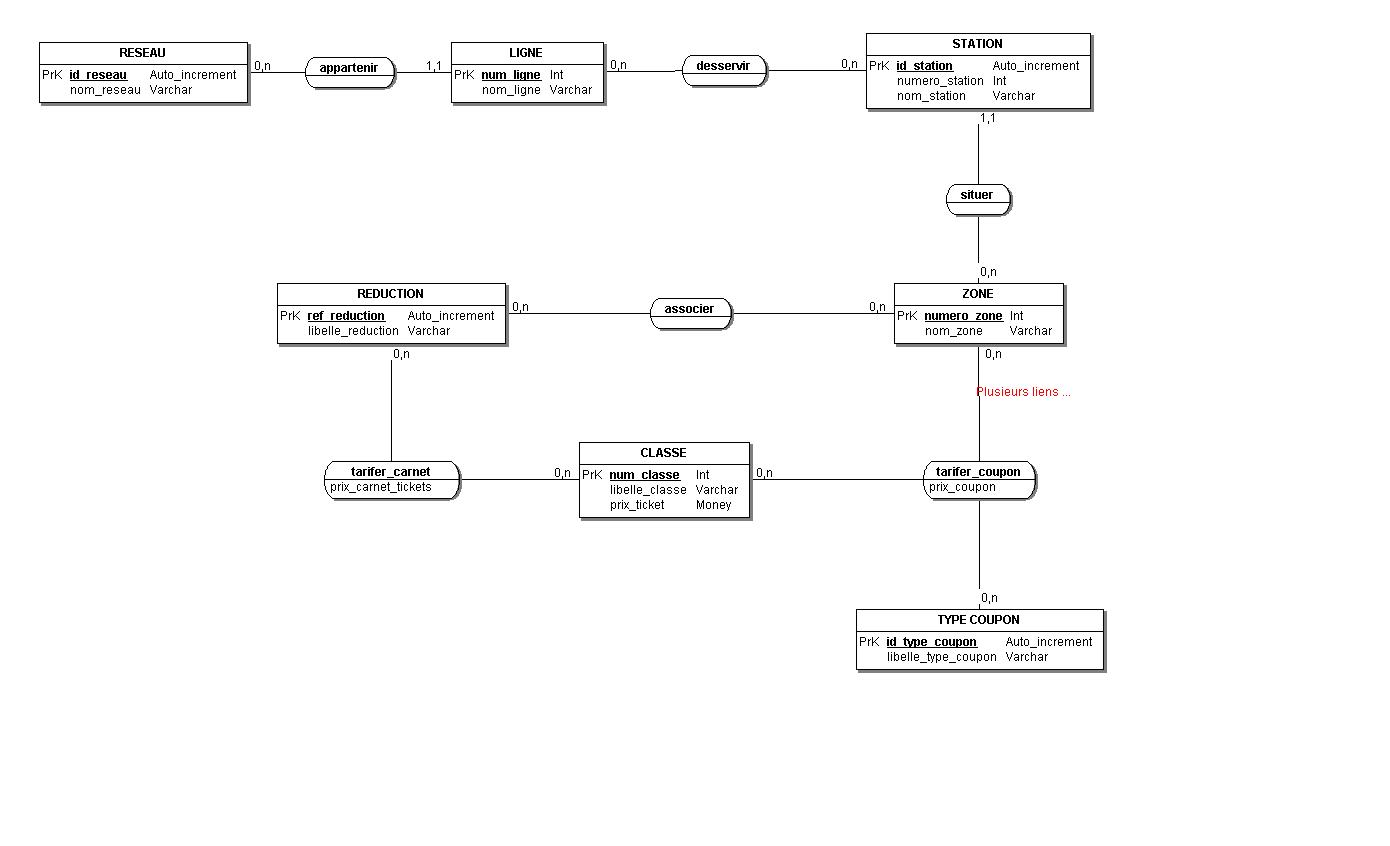 RESEAU
PrK id_reseau Auto_increment
nom_reseau Varchar
0,n
appartenir
1,1
LIGNE
PrK num_ligne Int
nom_ligne Varchar
0,n
desservir
0,n
STATION
PrK id_station Auto_increment
numero_station Int
nom_station Varchar
1,1
situer
0,n
REDUCTION
PrK ref_reduction Auto_increment
libelle_reduction Varchar
0,n
associer
0,n
ZONE
PrK numero_zone Int
nom_zone Varchar
0,n
0,n
Plusieurs liens ...
tarifer_carnet
prix_carnet_tickets
0,n
CLASSE
PrK num_classe Int
libelle_classe Varchar
prix_ticket Money
0,n
tarifer_coupon
prix_coupon
0,n
TYPE COUPON
PrK id_type_coupon Auto_increment
libelle_type_coupon Varchar